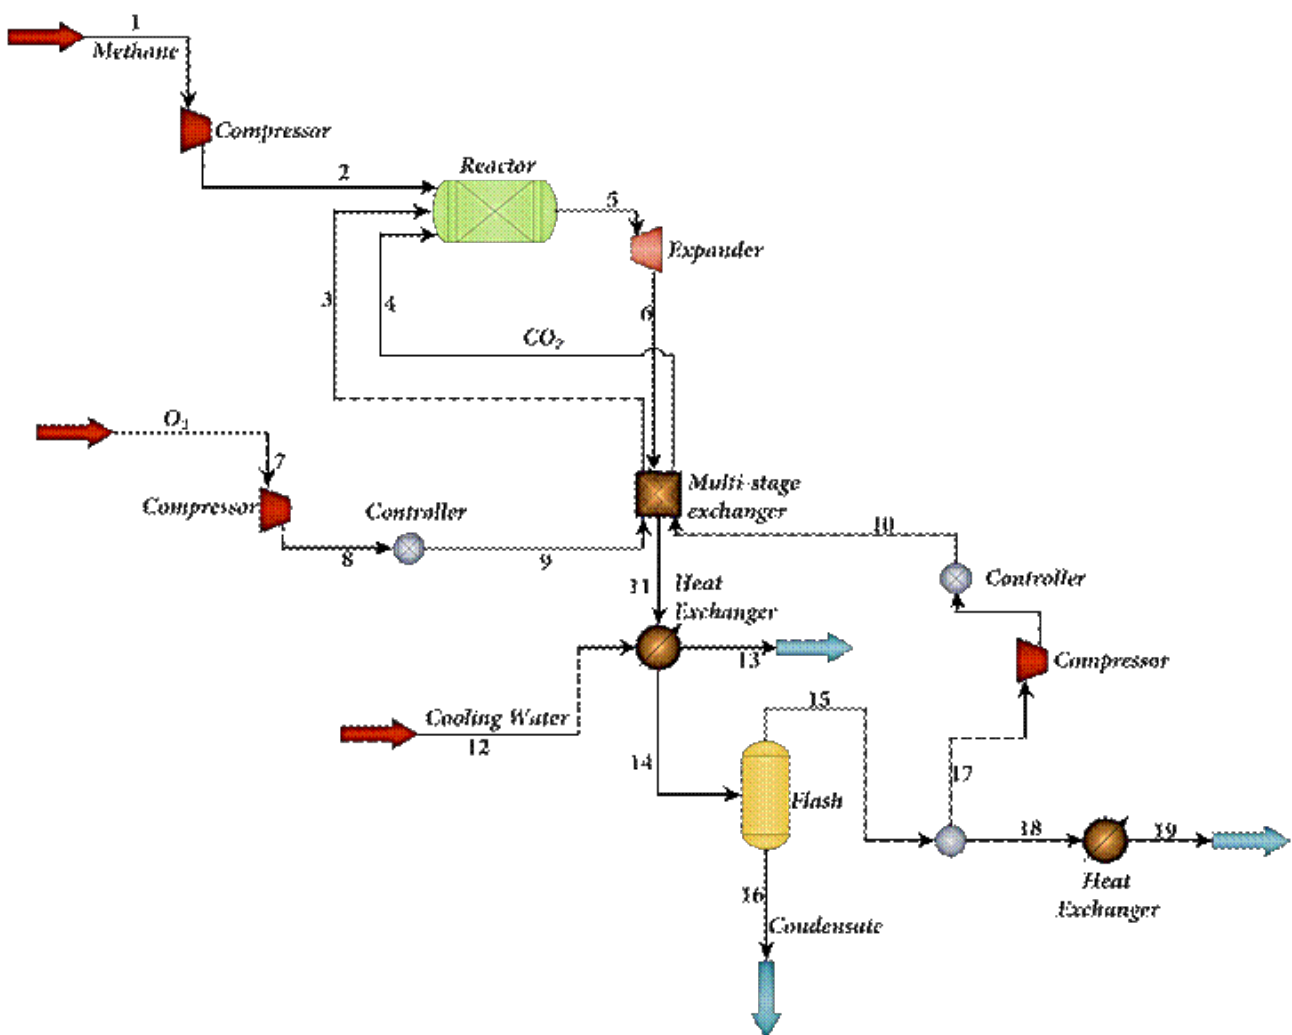 1
Methane
Compressor
2
Reactor
5
Expander
3
4
6
CO₂
O₂
7
Compressor
Controller
Multi-stage
exchanger
8
9
10
Controller
11
Heat
Exchanger
13
Compressor
Cooling Water
12
15
14
Flash
17
18
19
Heat
Exchanger
16
Condensate